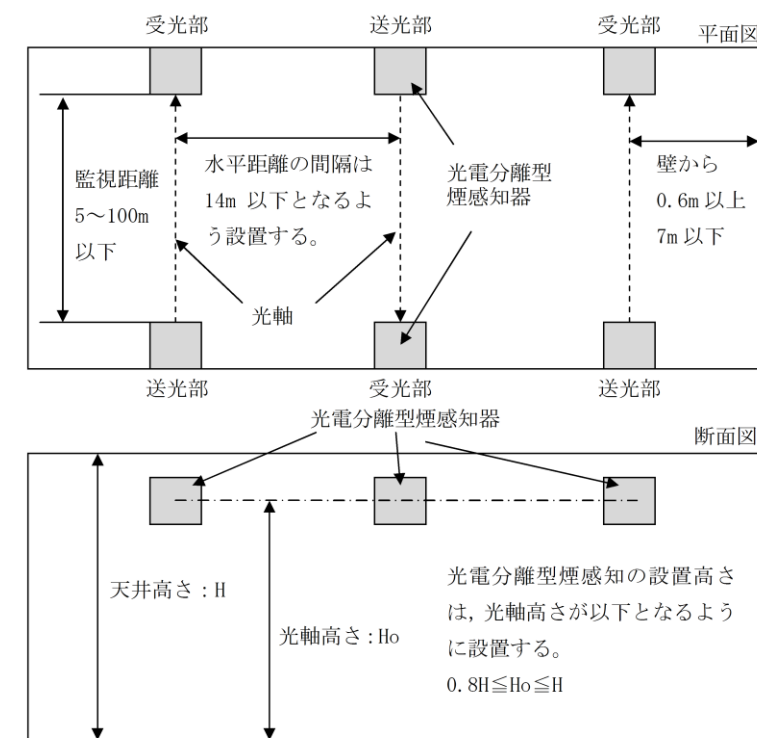 受光部 送光部 受光部
平面図
監視距離
5～100m
以下
水平距離の間隔は
14m 以下となるよ
う設置する。
光電分離型
煙感知器
壁から
0.6m 以上
7m 以下
光軸
送光部 受光部 送光部
光電分離型煙感知器
断面図
天井高さ：H
光軸高さ：Ho
光電分離型煙感知の設置高さ
は，光軸高さが以下となるよう
に設置する。
0.8H≦Ho≦H